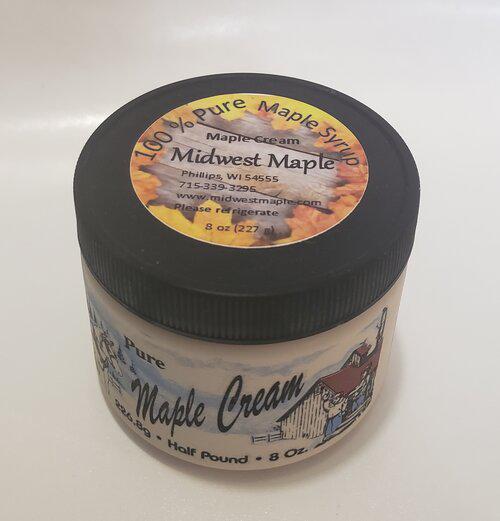 100 % Pure Maple Syrup
Maple Cream
Midwest Maple
Phillips, WI 54555
715-339-3295
www.midwestmaple.com
Please refrigerate
8 oz (227 g)
Pure
Maple Cream
226.8g • Half Pound • 8 Oz.